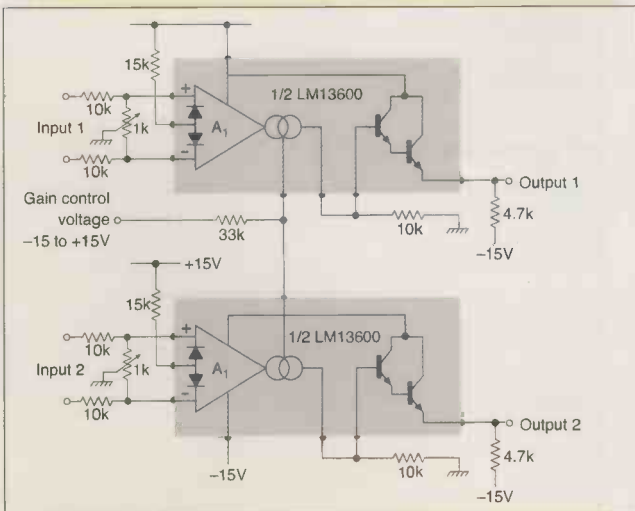 15k
1/2 LM13600
10k
+
Input 1
1k
A1
10k
-
Output 1
Gain control
voltage
-15 to +15V
33k
10k
4.7k
-15V
+15V
15k
1/2 LM13600
10k
+
Input 2
1k
A1
10k
-
Output 2
-15V
10k
4.7k
-15V